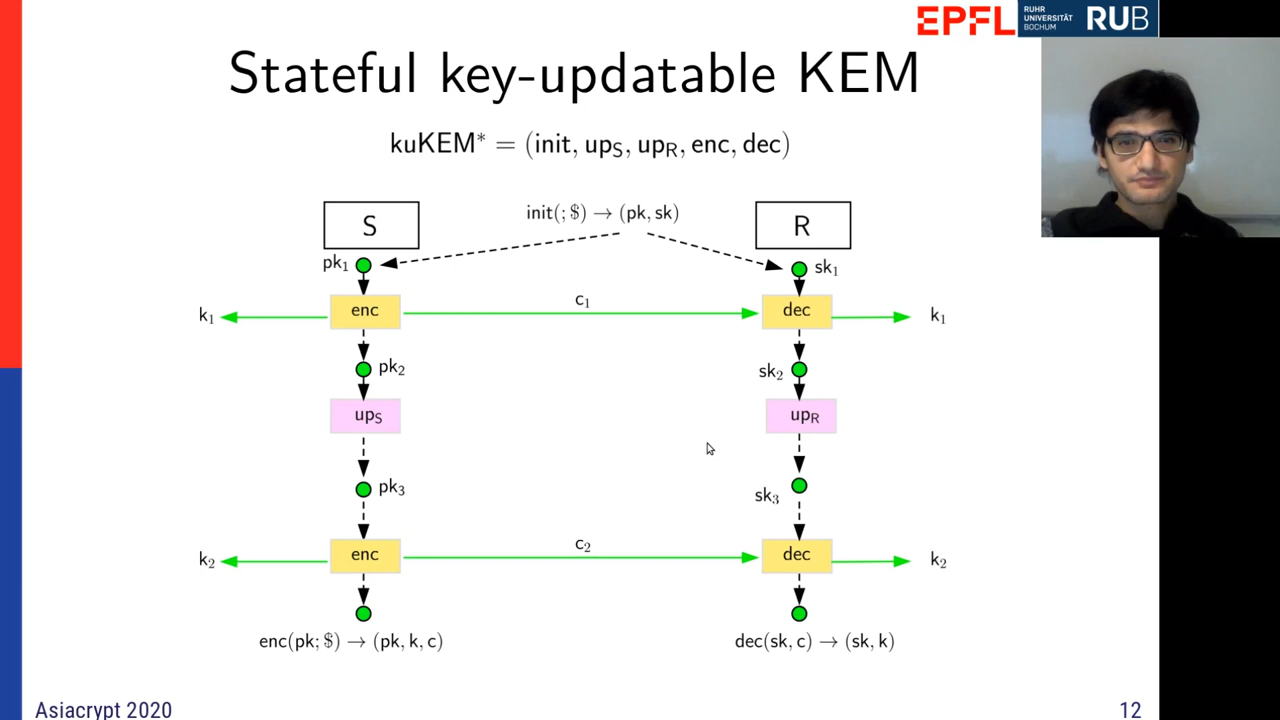 EPFL RUHR UNIVERSITÄT BOCHUM RUB
Stateful key-updatable KEM
kuKEM* = (init, up_S, up_R, enc, dec)
S init(; $) → (pk, sk) R
pk₁ sk₁
k₁ enc c₁ dec k₁
pk₂ sk₂
up_S up_R
pk₃ sk₃
k₂ enc c₂ dec k₂
enc(pk; $) → (pk, k, c) dec(sk, c) → (sk, k)
Asiacrypt 2020 12